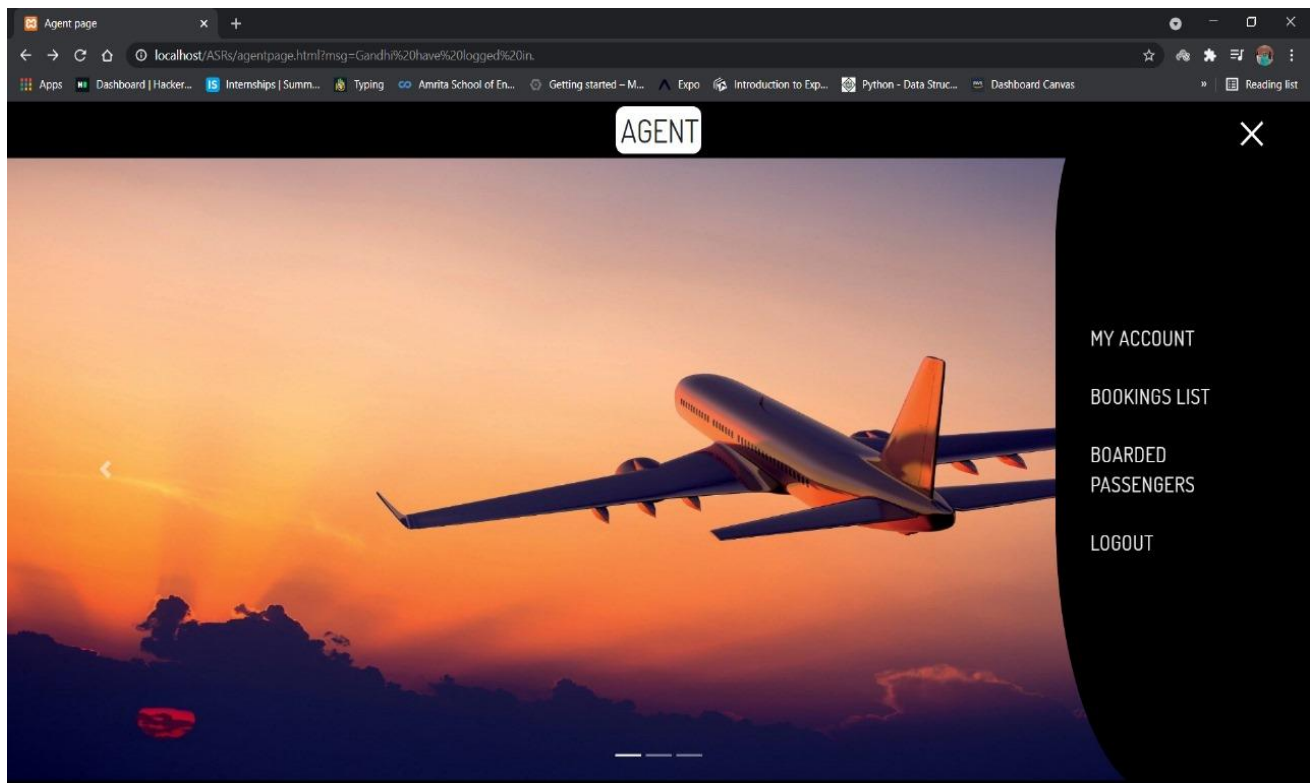 Agent page
localhost/ASRs/agentpage.html?msg=Gandhi%20have%20logged%20in.
Apps Dashboard | Hacker... IS Internships | Summ... Typing Amrita School of En... Getting started – M... Expo Introduction to Exp... Python - Data Struc... Dashboard Canvas » Reading list
AGENT
MY ACCOUNT
BOOKINGS LIST
BOARDED
PASSENGERS
LOGOUT